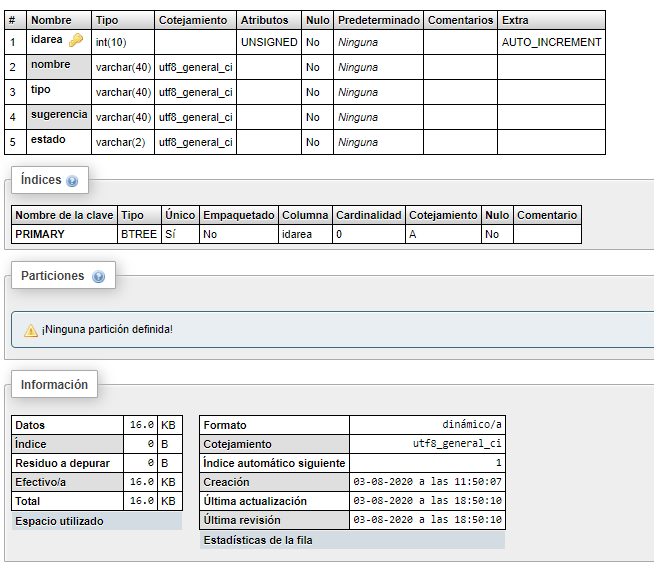 # Nombre Tipo Cotejamiento Atributos Nulo Predeterminado Comentarios Extra
1 idarea int(10) UNSIGNED No Ninguna AUTO_INCREMENT
2 nombre varchar(40) utf8_general_ci No Ninguna
3 tipo varchar(40) utf8_general_ci No Ninguna
4 sugerencia varchar(40) utf8_general_ci No Ninguna
5 estado varchar(2) utf8_general_ci No Ninguna
Índices
Nombre de la clave Tipo Único Empaquetado Columna Cardinalidad Cotejamiento Nulo Comentario
PRIMARY BTREE Sí No idarea 0 A No
Particiones
¡Ninguna partición definida!
Información
Datos 16.0 KB
Índice 0 B
Residuo a depurar 0 B
Efectivo/a 16.0 KB
Total 16.0 KB
Espacio utilizado
Formato dinámico/a
Cotejamiento utf8_general_ci
Índice automático siguiente 1
Creación 03-08-2020 a las 11:50:07
Última actualización 03-08-2020 a las 18:50:10
Última revisión 03-08-2020 a las 18:50:10
Estadísticas de la fila